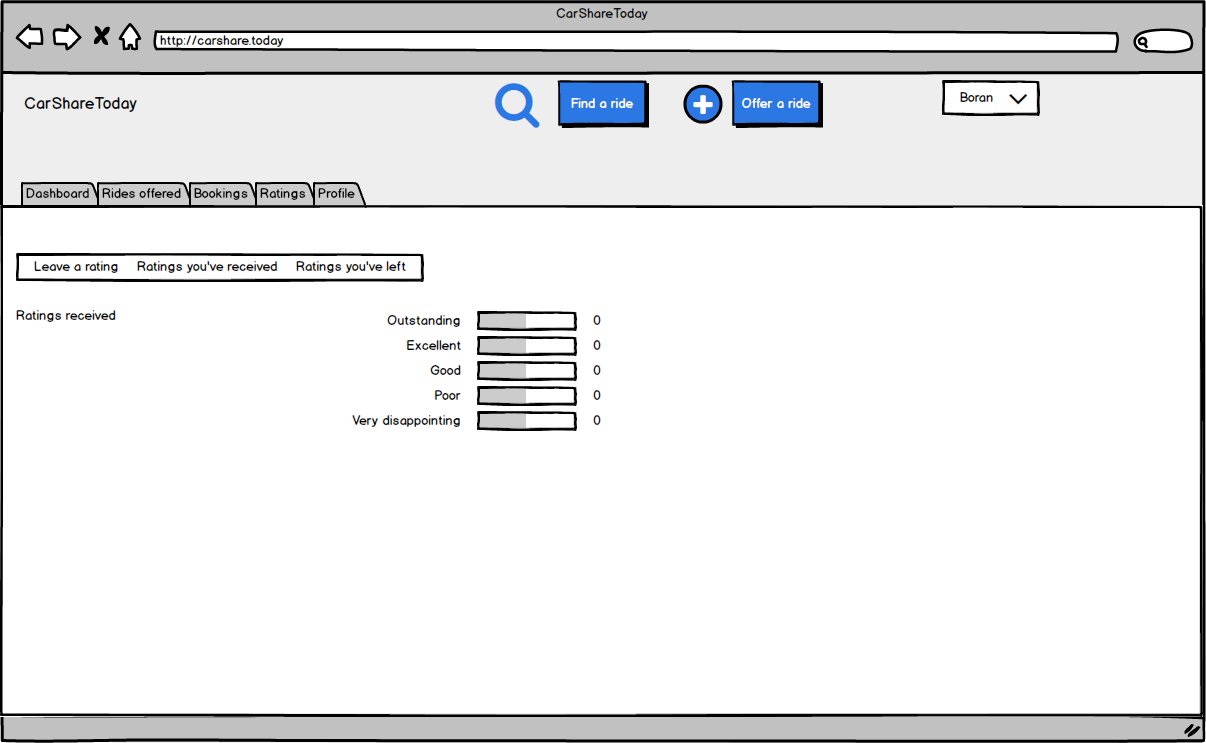 CarShareToday
http://carshare.today
CarShareToday
Find a ride
Offer a ride
Boran
Dashboard
Rides offered
Bookings
Ratings
Profile
Leave a rating
Ratings you've received
Ratings you've left
Ratings received
Outstanding 0
Excellent 0
Good 0
Poor 0
Very disappointing 0